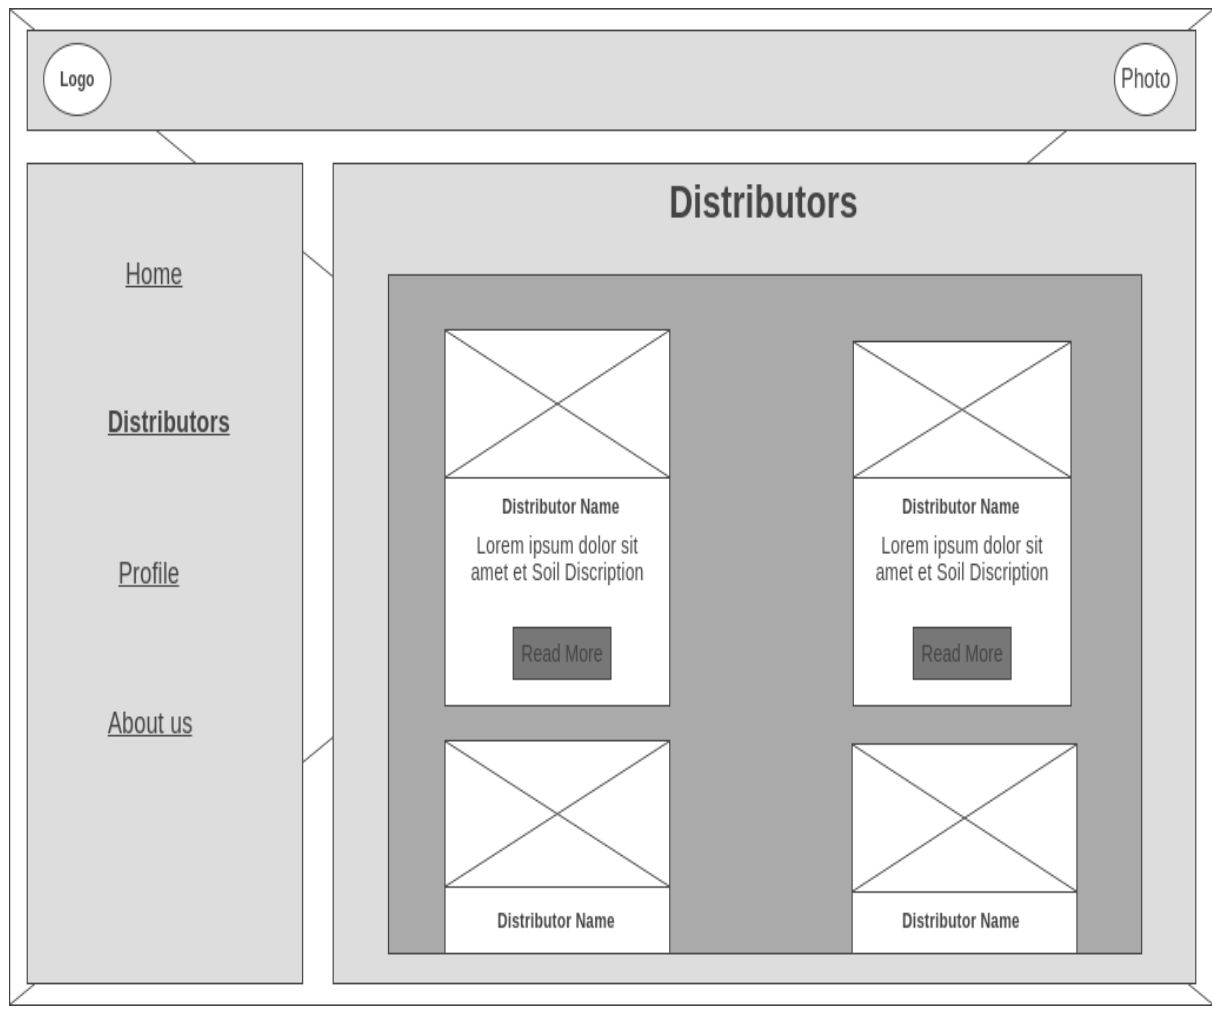 Logo
Photo
Distributors
Home
Distributors
Profile
About us
Distributor Name
Lorem ipsum dolor sit
amet et Soil Discription
Read More
Distributor Name
Lorem ipsum dolor sit
amet et Soil Discription
Read More
Distributor Name
Distributor Name